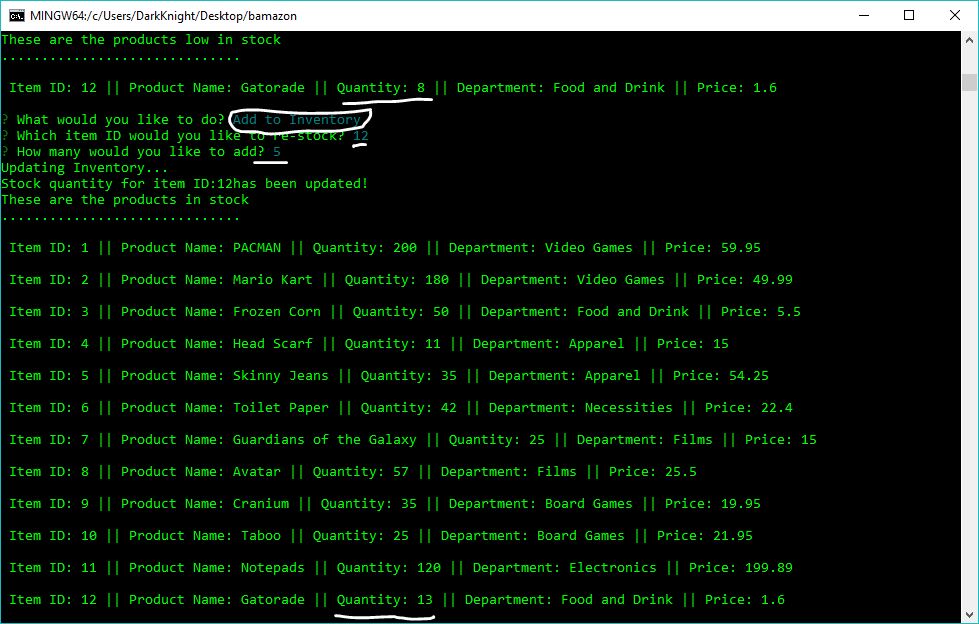 MINGW64:/c/Users/DarkKnight/Desktop/bamazon
These are the products low in stock
..............................
Item ID: 12 || Product Name: Gatorade || Quantity: 8 || Department: Food and Drink || Price: 1.6
? What would you like to do? Add to Inventory
? Which item ID would you like to re-stock? 12
? How many would you like to add? 5
Updating Inventory...
Stock quantity for item ID:12has been updated!
These are the products in stock
..............................
Item ID: 1 || Product Name: PACMAN || Quantity: 200 || Department: Video Games || Price: 59.95
Item ID: 2 || Product Name: Mario Kart || Quantity: 180 || Department: Video Games || Price: 49.99
Item ID: 3 || Product Name: Frozen Corn || Quantity: 50 || Department: Food and Drink || Price: 5.5
Item ID: 4 || Product Name: Head Scarf || Quantity: 11 || Department: Apparel || Price: 15
Item ID: 5 || Product Name: Skinny Jeans || Quantity: 35 || Department: Apparel || Price: 54.25
Item ID: 6 || Product Name: Toilet Paper || Quantity: 42 || Department: Necessities || Price: 22.4
Item ID: 7 || Product Name: Guardians of the Galaxy || Quantity: 25 || Department: Films || Price: 15
Item ID: 8 || Product Name: Avatar || Quantity: 57 || Department: Films || Price: 25.5
Item ID: 9 || Product Name: Cranium || Quantity: 35 || Department: Board Games || Price: 19.95
Item ID: 10 || Product Name: Taboo || Quantity: 25 || Department: Board Games || Price: 21.95
Item ID: 11 || Product Name: Notepads || Quantity: 120 || Department: Electronics || Price: 199.89
Item ID: 12 || Product Name: Gatorade || Quantity: 13 || Department: Food and Drink || Price: 1.6